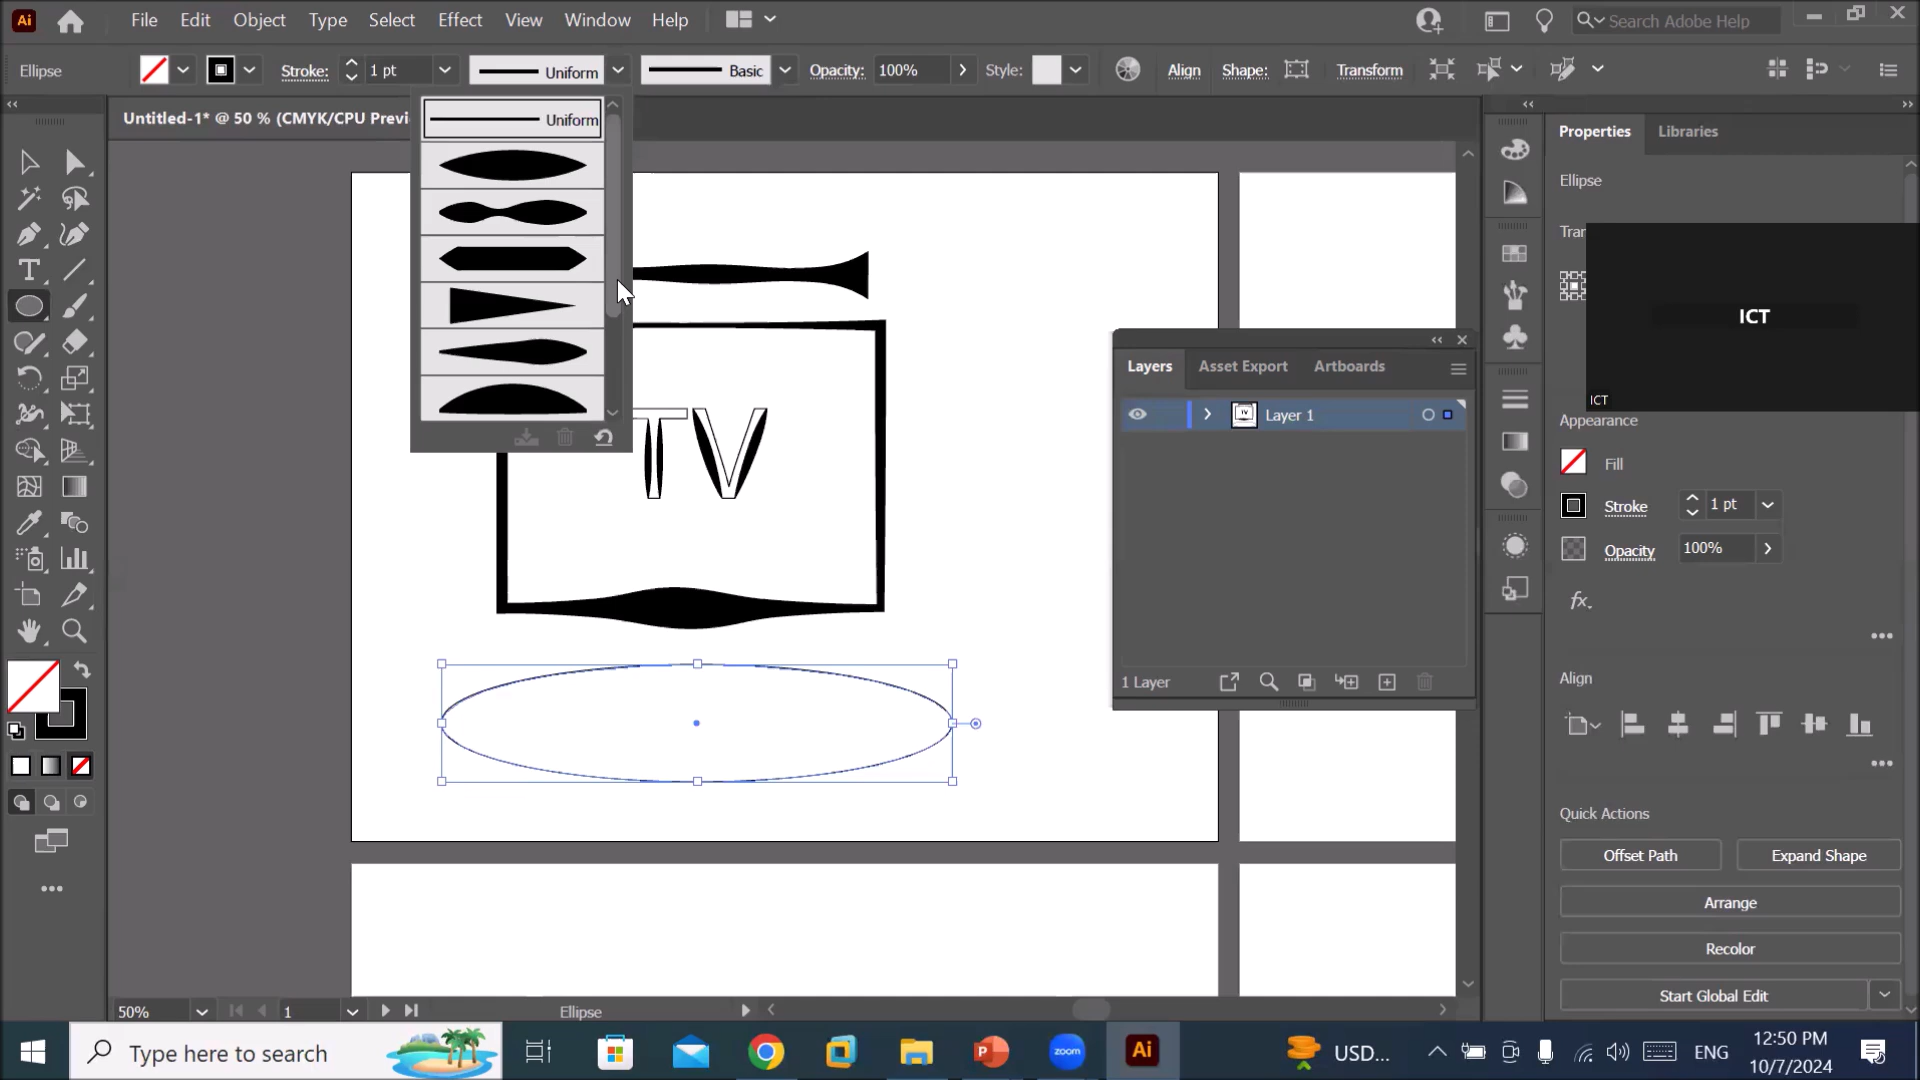 Ai File Edit Object Type Select Effect View Window Help Search Adobe Help
Ellipse Stroke: 1 pt Uniform Basic Opacity: 100% Style: Align Shape: Transform
Untitled-1* @ 50 % (CMYK/CPU Previ
Uniform
TV
Layers Asset Export Artboards
Layer 1
1 Layer
Properties Libraries
Ellipse
Tran
ICT
ICT
Appearance
Fill
Stroke 1 pt
Opacity 100%
fx.
Align
Quick Actions
Offset Path Expand Shape
Arrange
Recolor
Start Global Edit
50% 1 Ellipse
Type here to search zoom Ai USD... ENG 12:50 PM
10/7/2024